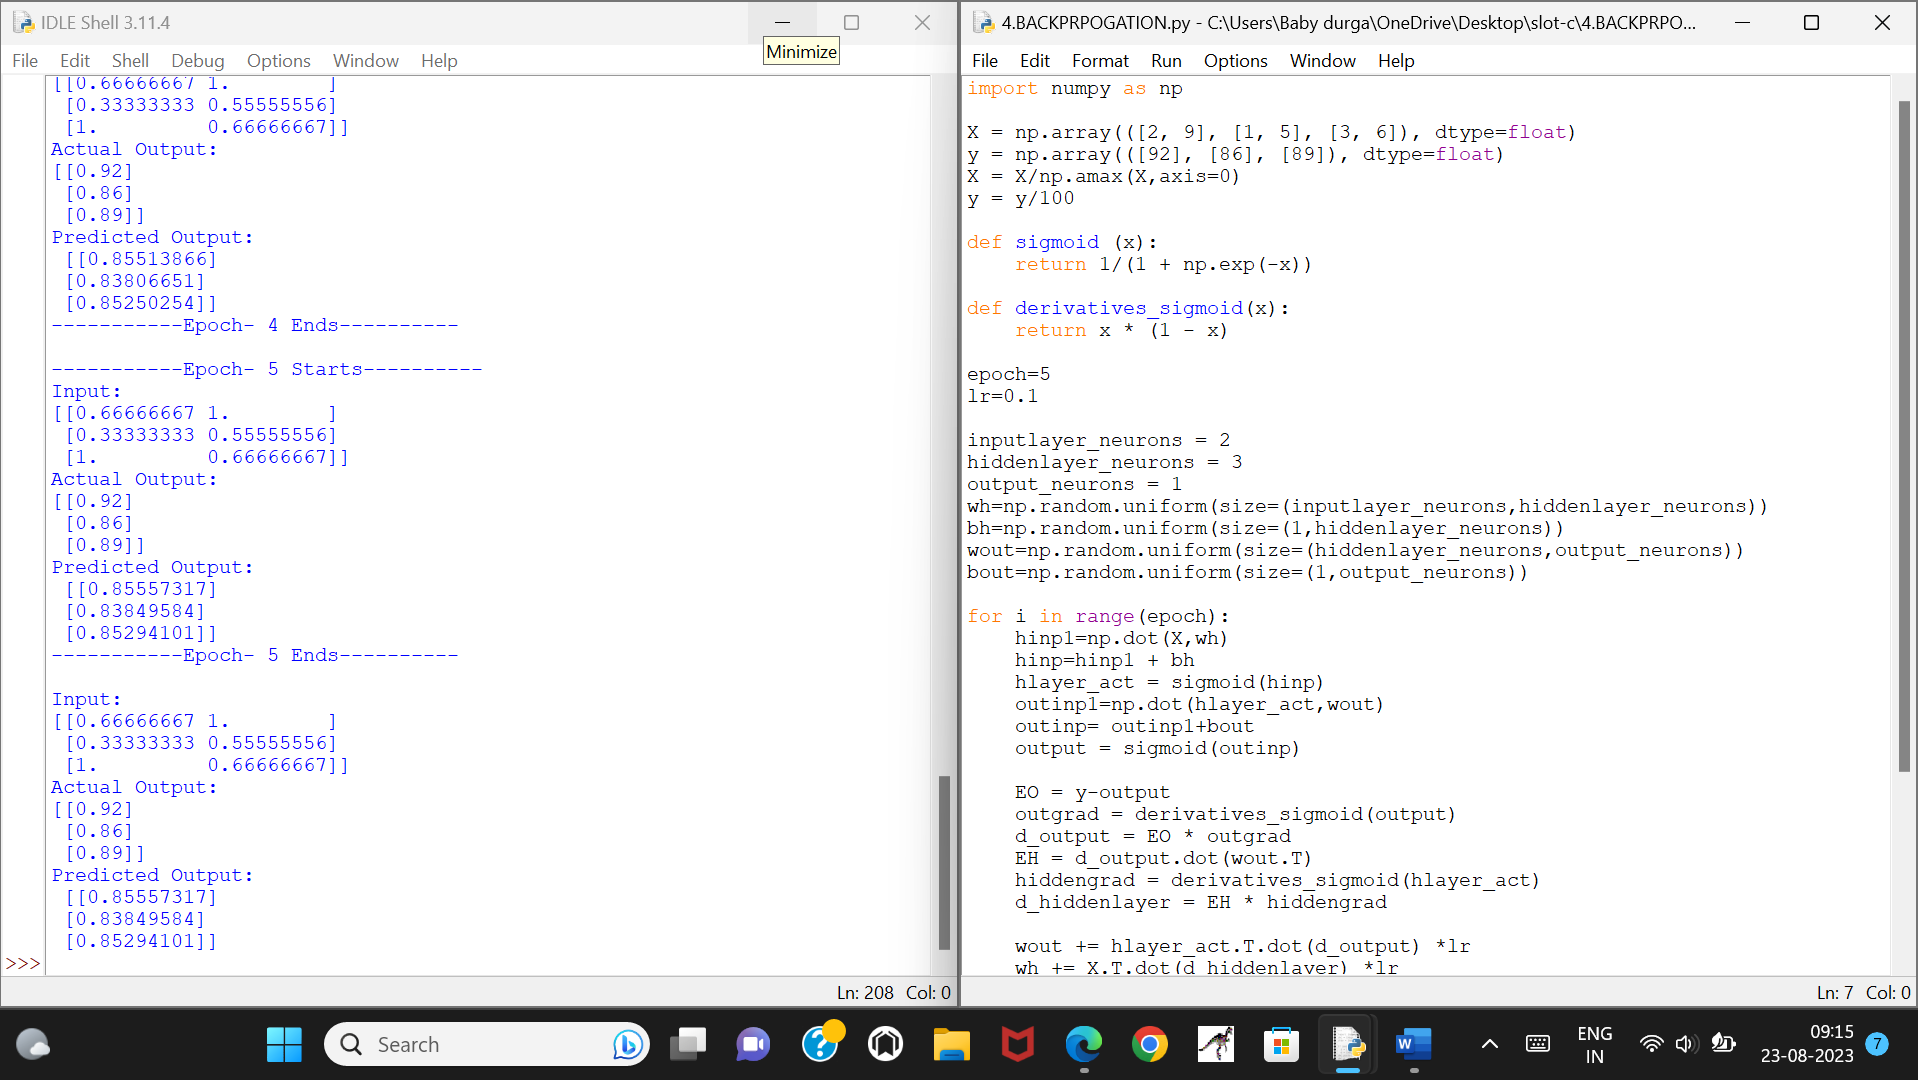 IDLE Shell 3.11.4
Minimize
File Edit Shell Debug Options Window Help
[[0.66666667 1.        ]
 [0.33333333 0.55555556]
 [1.         0.66666667]]
Actual Output:
[[0.92]
 [0.86]
 [0.89]]
Predicted Output:
 [[0.85513866]
 [0.83806651]
 [0.85250254]]
-----------Epoch- 4 Ends----------
-----------Epoch- 5 Starts----------
Input:
[[0.66666667 1.        ]
 [0.33333333 0.55555556]
 [1.         0.66666667]]
Actual Output:
[[0.92]
 [0.86]
 [0.89]]
Predicted Output:
 [[0.85557317]
 [0.83849584]
 [0.85294101]]
-----------Epoch- 5 Ends----------
Input:
[[0.66666667 1.        ]
 [0.33333333 0.55555556]
 [1.         0.66666667]]
Actual Output:
[[0.92]
 [0.86]
 [0.89]]
Predicted Output:
 [[0.85557317]
 [0.83849584]
 [0.85294101]]
>>>
Ln: 208 Col: 0
4.BACKPRPOGATION.py - C:\Users\Baby durga\OneDrive\Desktop\slot-c\4.BACKPRPO...
File Edit Format Run Options Window Help
import numpy as np
X = np.array(([2, 9], [1, 5], [3, 6]), dtype=float)
y = np.array(([92], [86], [89]), dtype=float)
X = X/np.amax(X,axis=0)
y = y/100
def sigmoid (x):
    return 1/(1 + np.exp(-x))
def derivatives_sigmoid(x):
    return x * (1 - x)
epoch=5
lr=0.1
inputlayer_neurons = 2
hiddenlayer_neurons = 3
output_neurons = 1
wh=np.random.uniform(size=(inputlayer_neurons,hiddenlayer_neurons))
bh=np.random.uniform(size=(1,hiddenlayer_neurons))
wout=np.random.uniform(size=(hiddenlayer_neurons,output_neurons))
bout=np.random.uniform(size=(1,output_neurons))
for i in range(epoch):
    hinp1=np.dot(X,wh)
    hinp=hinp1 + bh
    hlayer_act = sigmoid(hinp)
    outinp1=np.dot(hlayer_act,wout)
    outinp= outinp1+bout
    output = sigmoid(outinp)
    EO = y-output
    outgrad = derivatives_sigmoid(output)
    d_output = EO * outgrad
    EH = d_output.dot(wout.T)
    hiddengrad = derivatives_sigmoid(hlayer_act)
    d_hiddenlayer = EH * hiddengrad
    wout += hlayer_act.T.dot(d_output) *lr
    wh += X.T.dot(d_hiddenlayer) *lr
Ln: 7 Col: 0
Search
W
ENG
IN
09:15
23-08-2023
7